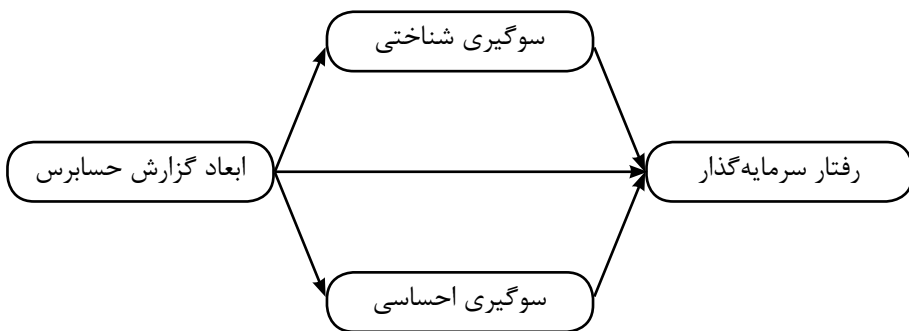 سوگیری شناختی
ابعاد گزارش حسابرس
رفتار سرمایه‌گذار
سوگیری احساسی